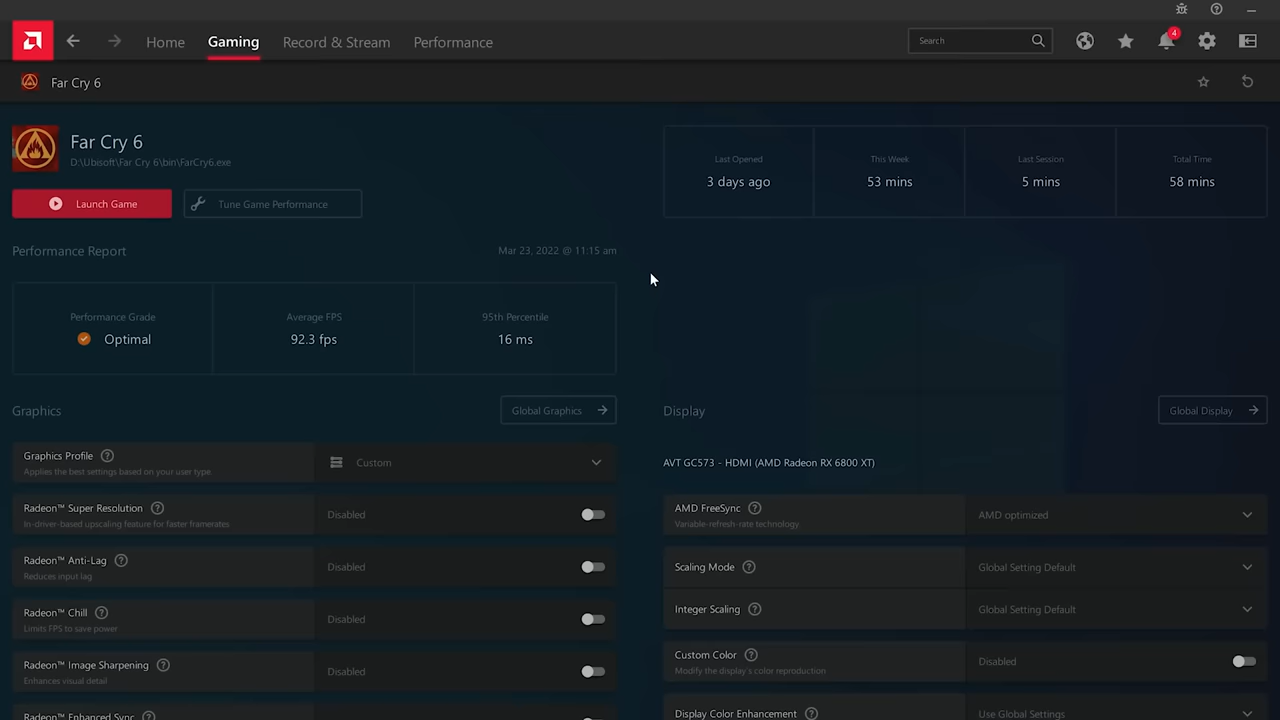 Home
Gaming
Record & Stream
Performance
Search
4
Far Cry 6
Far Cry 6
D:\Ubisoft\Far Cry 6\bin\FarCry6.exe
Launch Game
Tune Game Performance
Last Opened
3 days ago
This Week
53 mins
Last Session
5 mins
Total Time
58 mins
Performance Report
Mar 23, 2022 @ 11:15 am
Performance Grade
Optimal
Average FPS
92.3 fps
95th Percentile
16 ms
Graphics
Global Graphics
Graphics Profile
Applies the best settings based on your user type
Custom
Radeon™ Super Resolution
In-driver-based upscaling feature for faster framerates
Disabled
Radeon™ Anti-Lag
Reduces input lag
Disabled
Radeon™ Chill
Limits FPS to save power
Disabled
Radeon™ Image Sharpening
Enhances visual detail
Disabled
Radeon™ Enhanced Sync
Display
Global Display
AVT GC573 - HDMI (AMD Radeon RX 6800 XT)
AMD FreeSync
Variable-refresh-rate technology
AMD optimized
Scaling Mode
Global Setting Default
Integer Scaling
Global Setting Default
Custom Color
Modify the display's color reproduction
Disabled
Display Color Enhancement
Use Global Settings